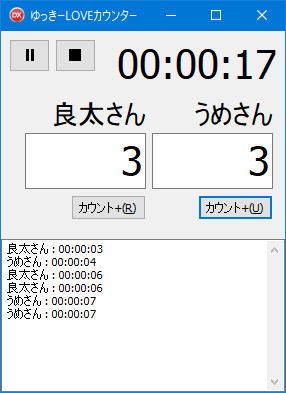 DX ゆっきーLOVEカウンター
00:00:17
良太さん うめさん
3 3
カウント+(R) カウント+(U)
良太さん : 00:00:03
うめさん : 00:00:04
良太さん : 00:00:06
良太さん : 00:00:06
うめさん : 00:00:07
うめさん : 00:00:07